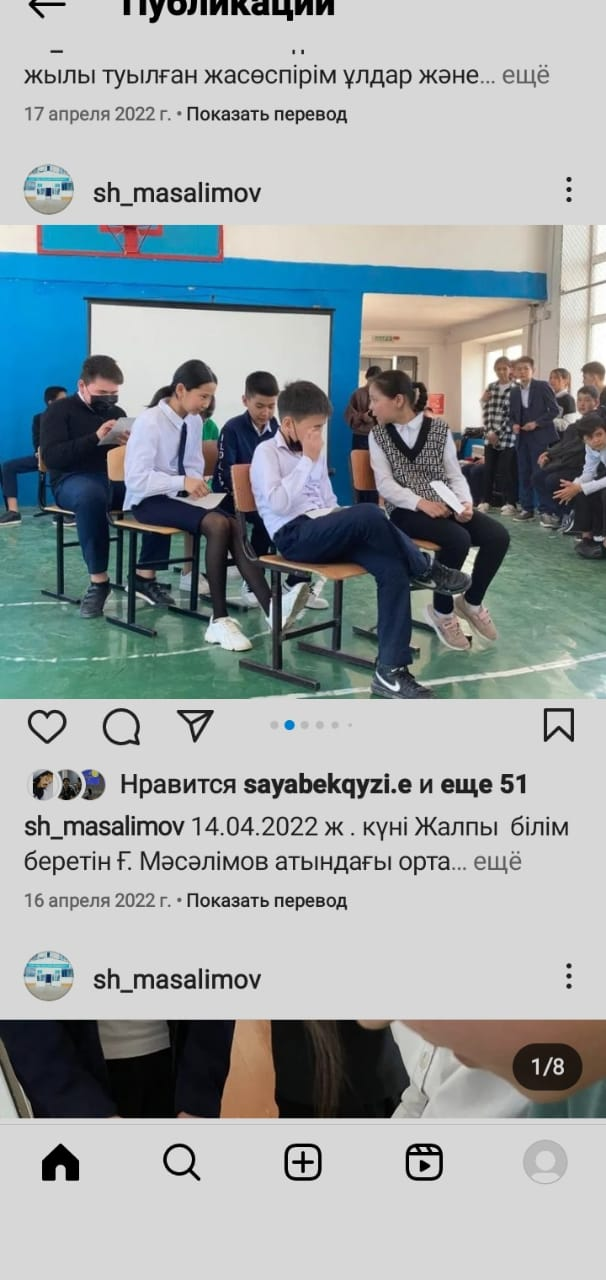 Публикации
жылы туылған жасөспірім ұлдар және... ещё
17 апреля 2022 г. • Показать перевод
sh_masalimov
Нравится sayabekqyzi.e и еще 51
sh_masalimov 14.04.2022 ж . күні Жалпы білім
беретін Ғ. Мәсәлімов атындағы орта... ещё
16 апреля 2022 г. • Показать перевод
sh_masalimov
1/8